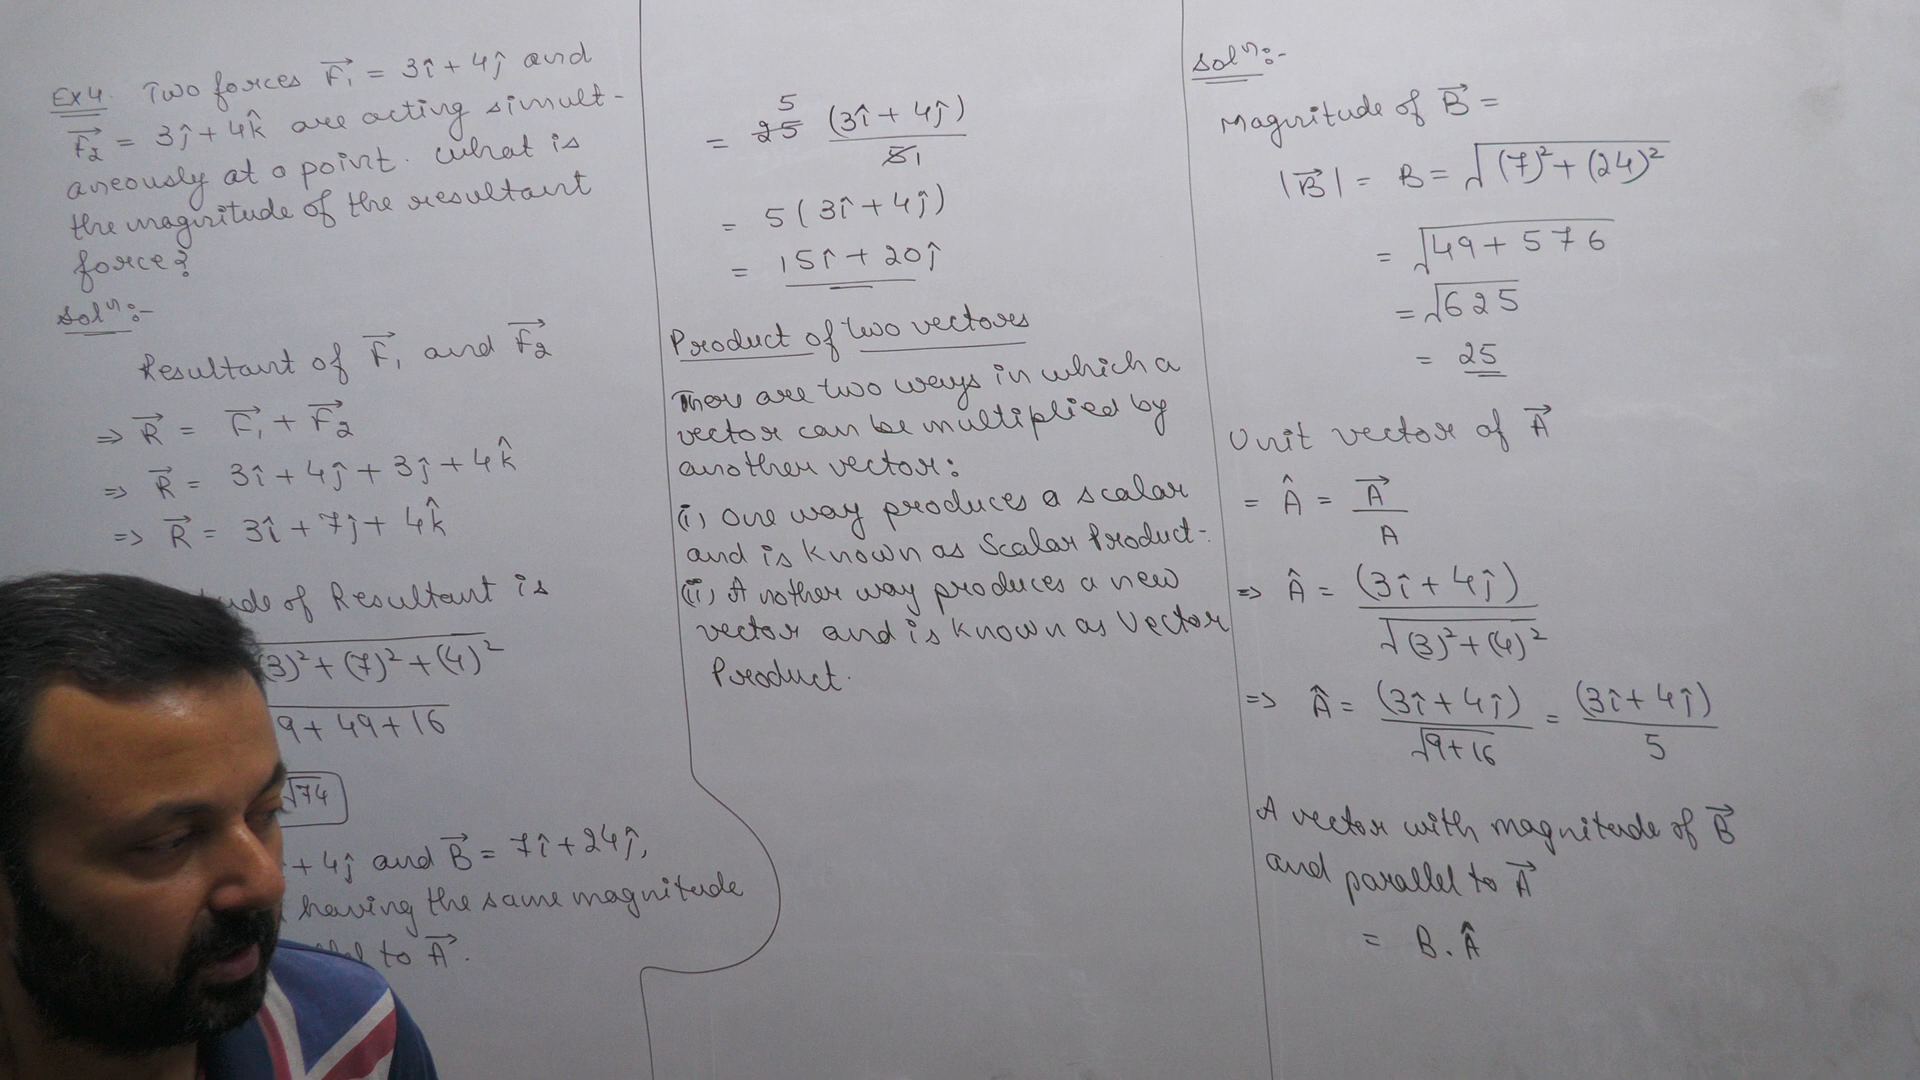 Ex 4. Two forces F₁⃗ = 3î + 4ĵ and
F₂⃗ = 3ĵ + 4k̂ are acting simult-
aneously at a point. What is
the magnitude of the resultant
force?
Solⁿ:-
Resultant of F₁⃗ and F₂⃗
⇒ R⃗ = F₁⃗ + F₂⃗
⇒ R⃗ = 3î + 4ĵ + 3ĵ + 4k̂
⇒ R⃗ = 3î + 7ĵ + 4k̂
of Resultant is
(3)² + (7)² + (4)²
9 + 49 + 16
√74
+ 4ĵ and B⃗ = 7î + 24ĵ,
having the same magnitude
to A⃗.
= 25 5 (3î + 4ĵ) / 5 1
= 5 (3î + 4ĵ)
= 15î + 20ĵ
Product of two vectors
There are two ways in which a
vector can be multiplied by
another vector:
(i) One way produces a scalar
and is known as Scalar Product.
(ii) Another way produces a new
vector and is known as Vector
Product.
Solⁿ:-
Magnitude of B⃗ =
|B⃗| = B = √(7)² + (24)²
= √49 + 576
= √625
= 25
Unit vector of A⃗
= Â = A⃗ / A
⇒ Â = (3î + 4ĵ) / √(3)² + (4)²
⇒ Â = (3î + 4ĵ) / √9 + 16 = (3î + 4ĵ) / 5
A vector with magnitude of B⃗
and parallel to A⃗
= B. Â